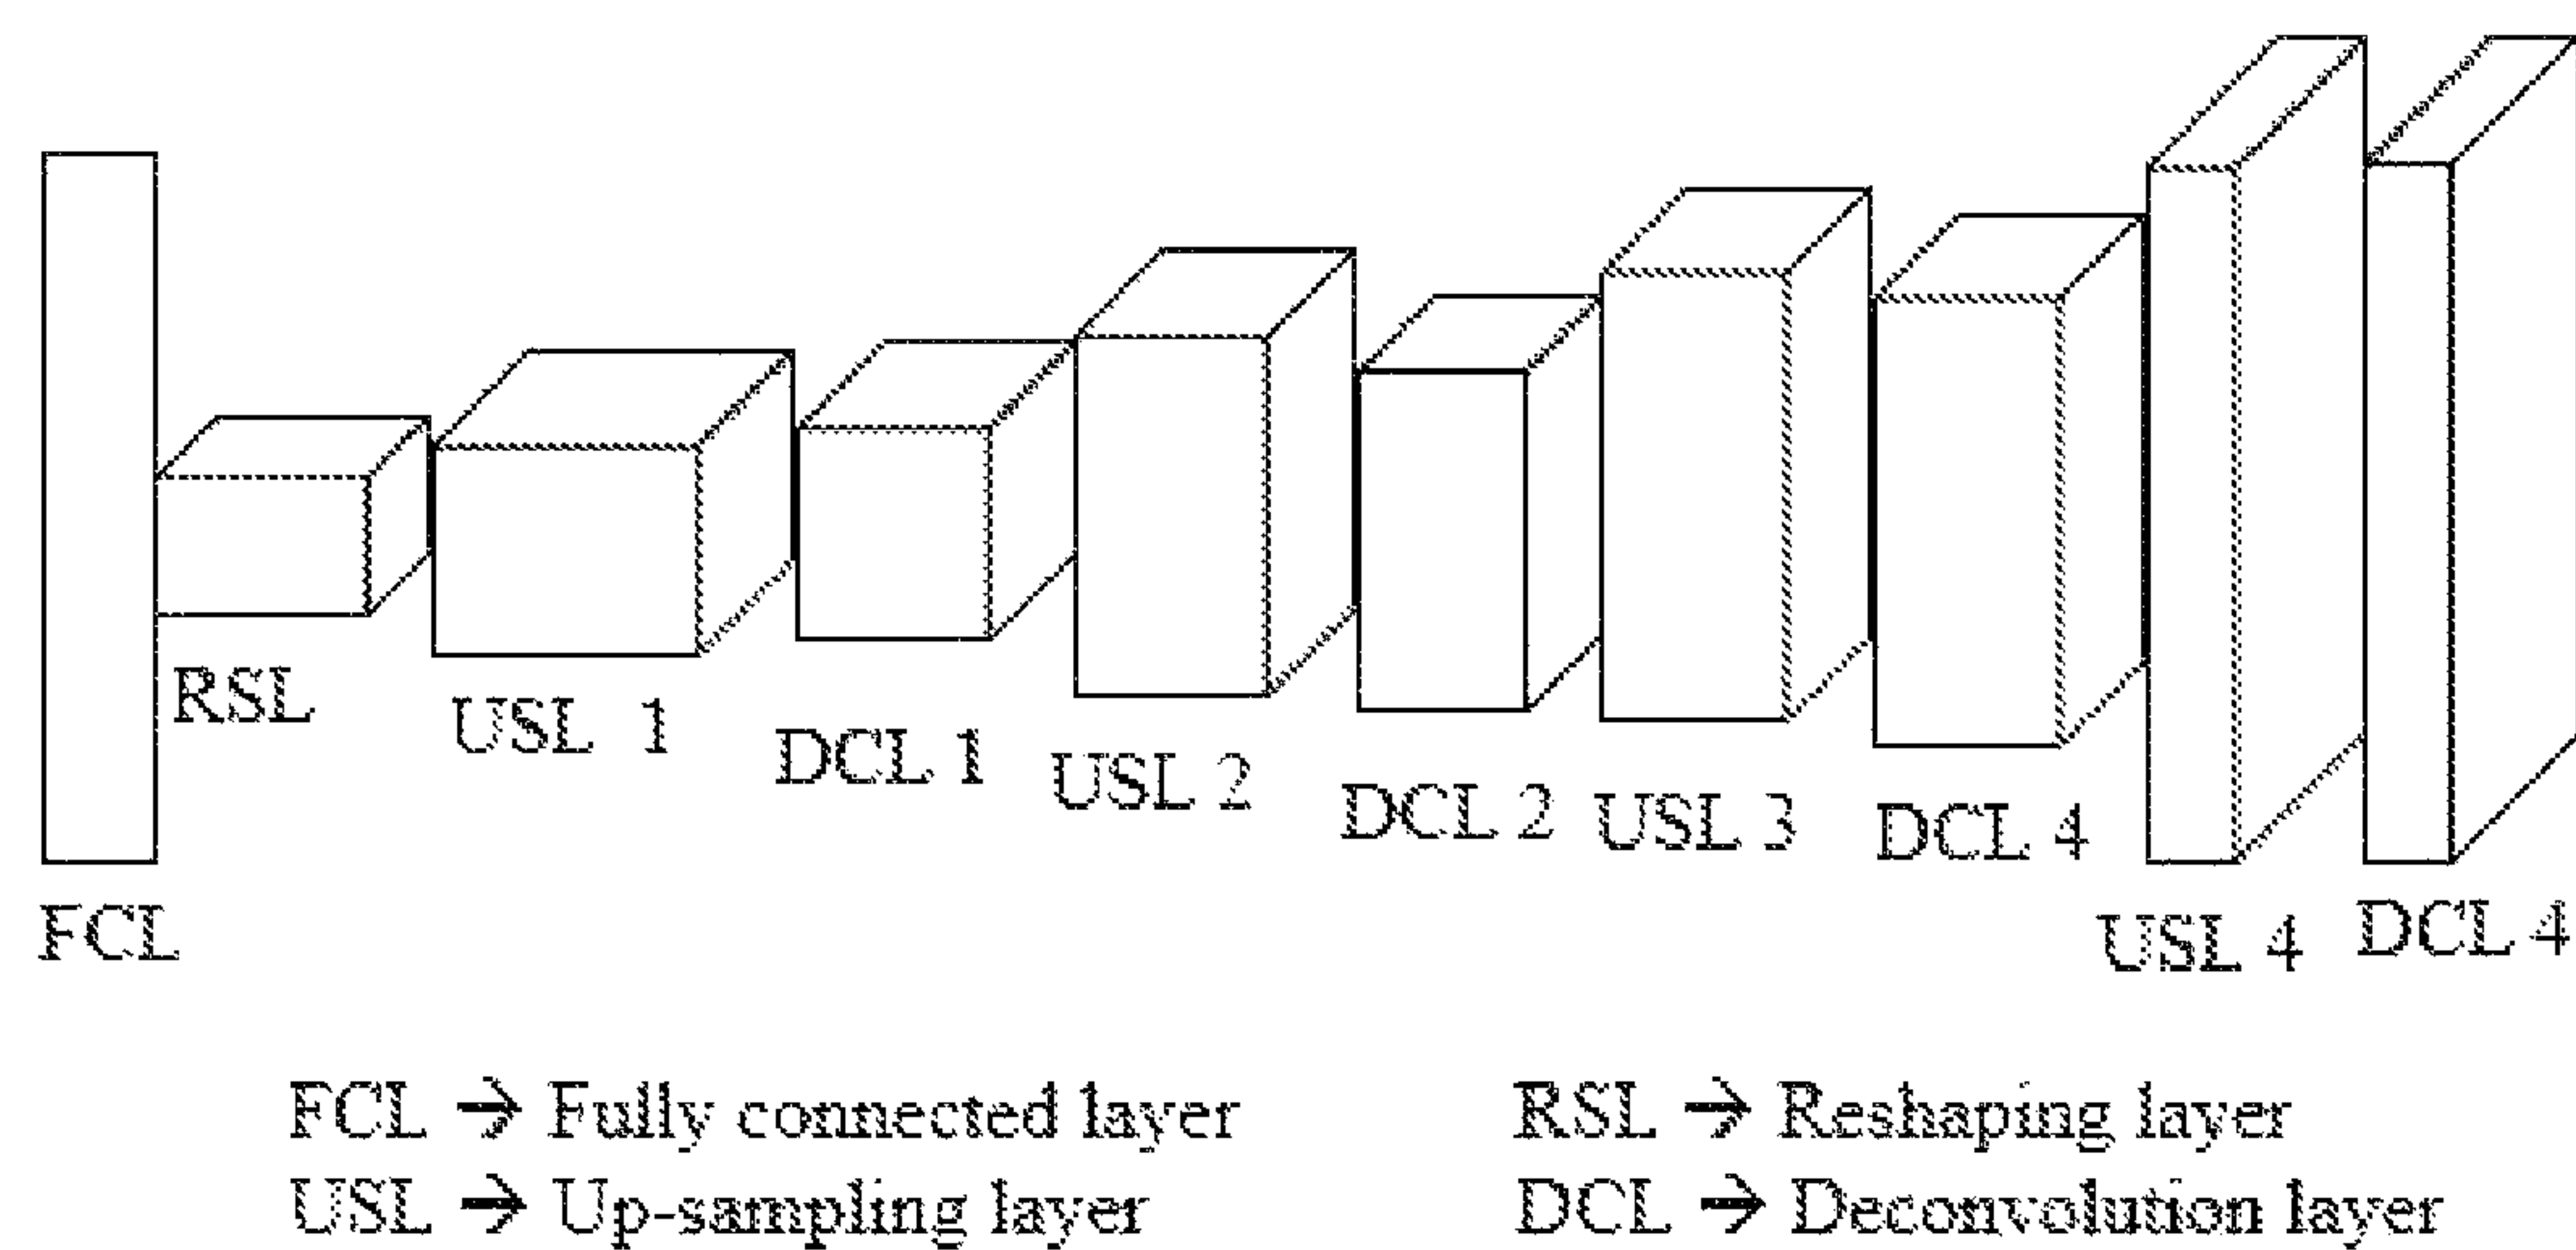 RSL
USL 1
DCL 1
USL 2
DCL 2
USL 3
DCL 4
FCL
USL 4
DCL 4
FCL → Fully connected layer
RSL → Reshaping layer
USL → Up-sampling layer
DCL → Deconvolution layer